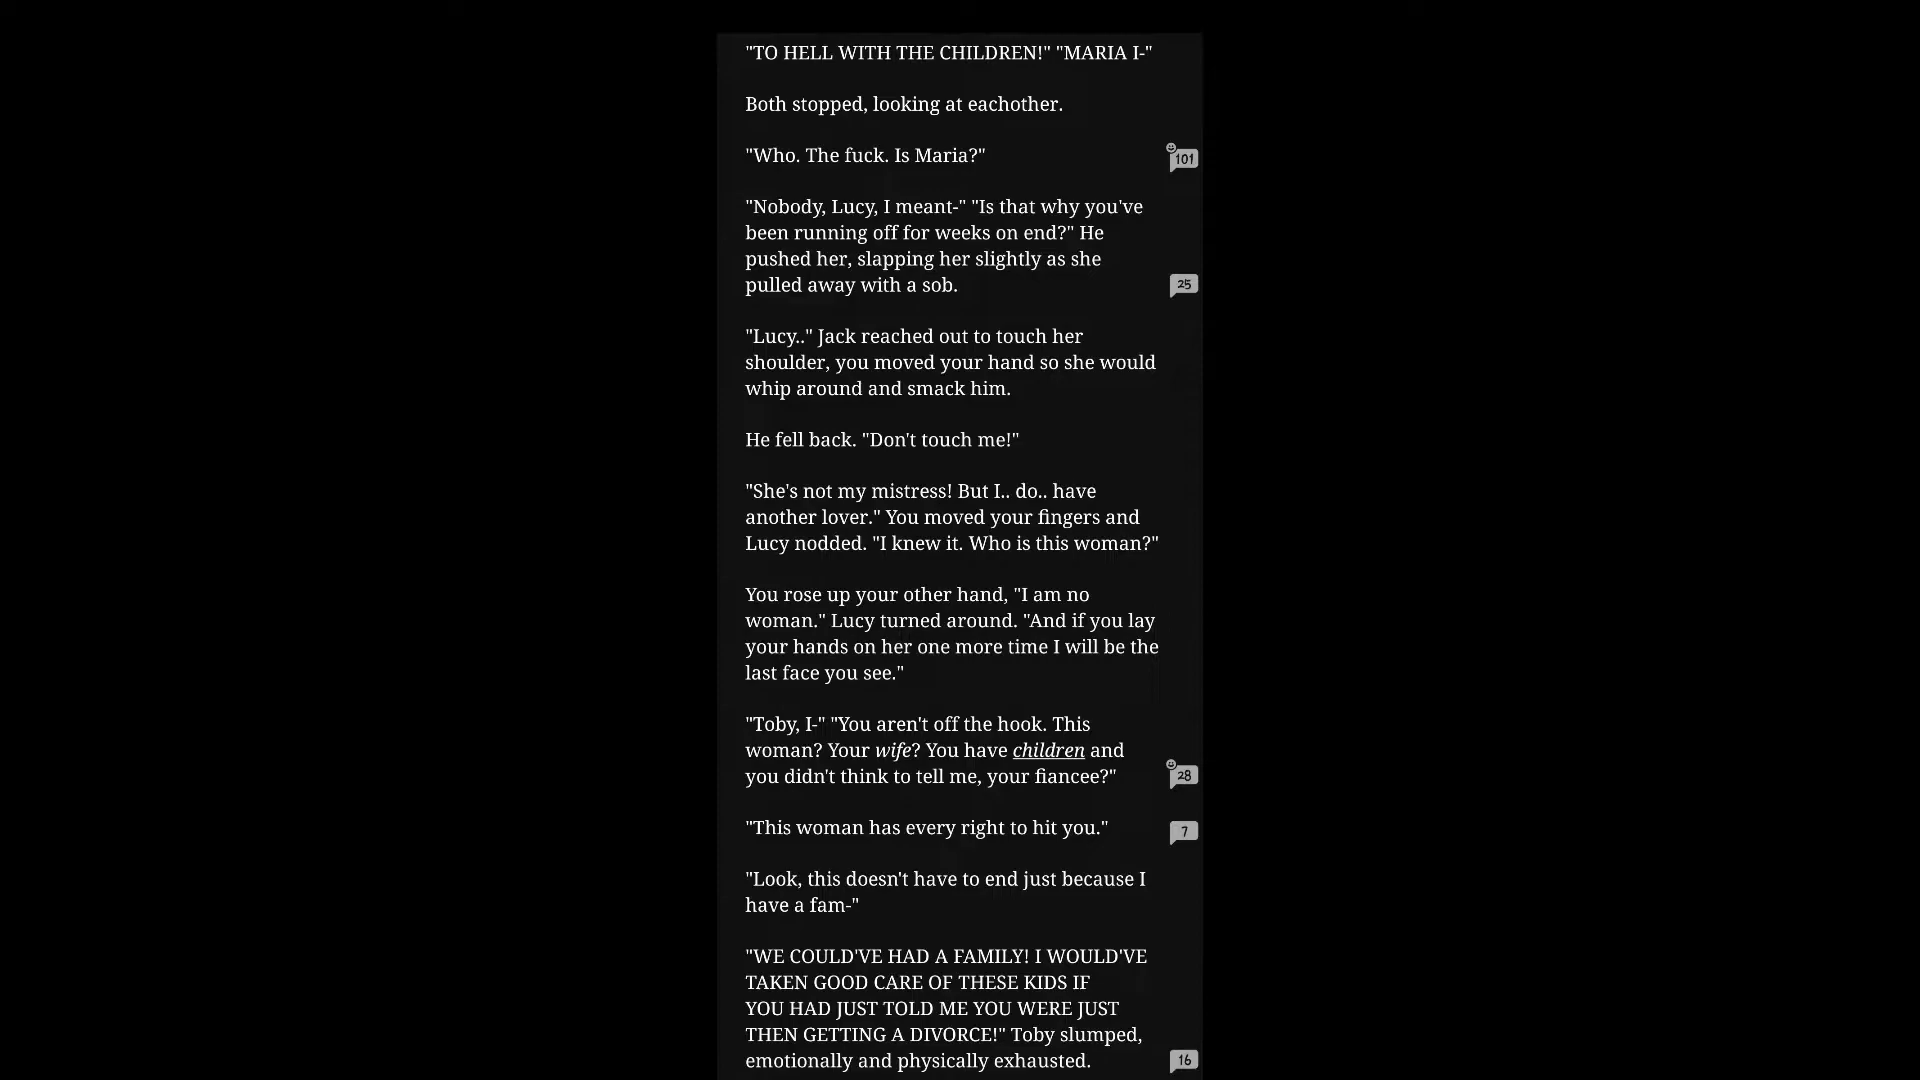 "TO HELL WITH THE CHILDREN!" "MARIA I-"
Both stopped, looking at eachother.
"Who. The fuck. Is Maria?"
101
"Nobody, Lucy, I meant-" "Is that why you've
been running off for weeks on end?" He
pushed her, slapping her slightly as she
pulled away with a sob.
25
"Lucy.." Jack reached out to touch her
shoulder, you moved your hand so she would
whip around and smack him.
He fell back. "Don't touch me!"
"She's not my mistress! But I.. do.. have
another lover." You moved your fingers and
Lucy nodded. "I knew it. Who is this woman?"
You rose up your other hand, "I am no
woman." Lucy turned around. "And if you lay
your hands on her one more time I will be the
last face you see."
"Toby, I-" "You aren't off the hook. This
woman? Your wife? You have children and
you didn't think to tell me, your fiancee?"
28
"This woman has every right to hit you."
7
"Look, this doesn't have to end just because I
have a fam-"
"WE COULD'VE HAD A FAMILY! I WOULD'VE
TAKEN GOOD CARE OF THESE KIDS IF
YOU HAD JUST TOLD ME YOU WERE JUST
THEN GETTING A DIVORCE!" Toby slumped,
emotionally and physically exhausted.
16